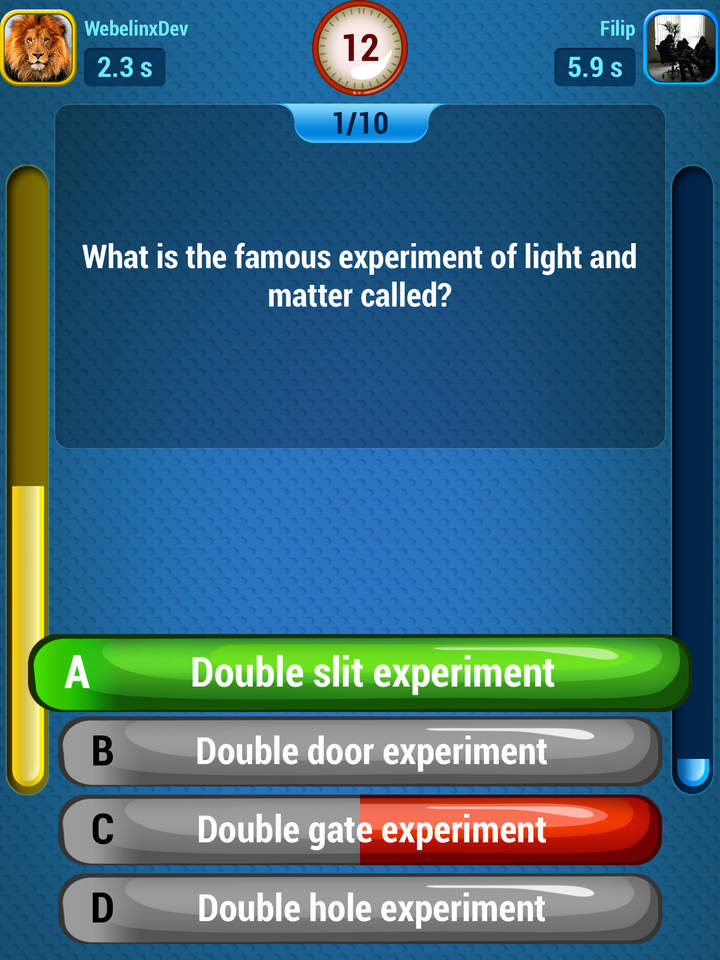 WebelinxDev
2.3 s
12
Filip
5.9 s
1/10
What is the famous experiment of light and
matter called?
A Double slit experiment
B Double door experiment
C Double gate experiment
D Double hole experiment